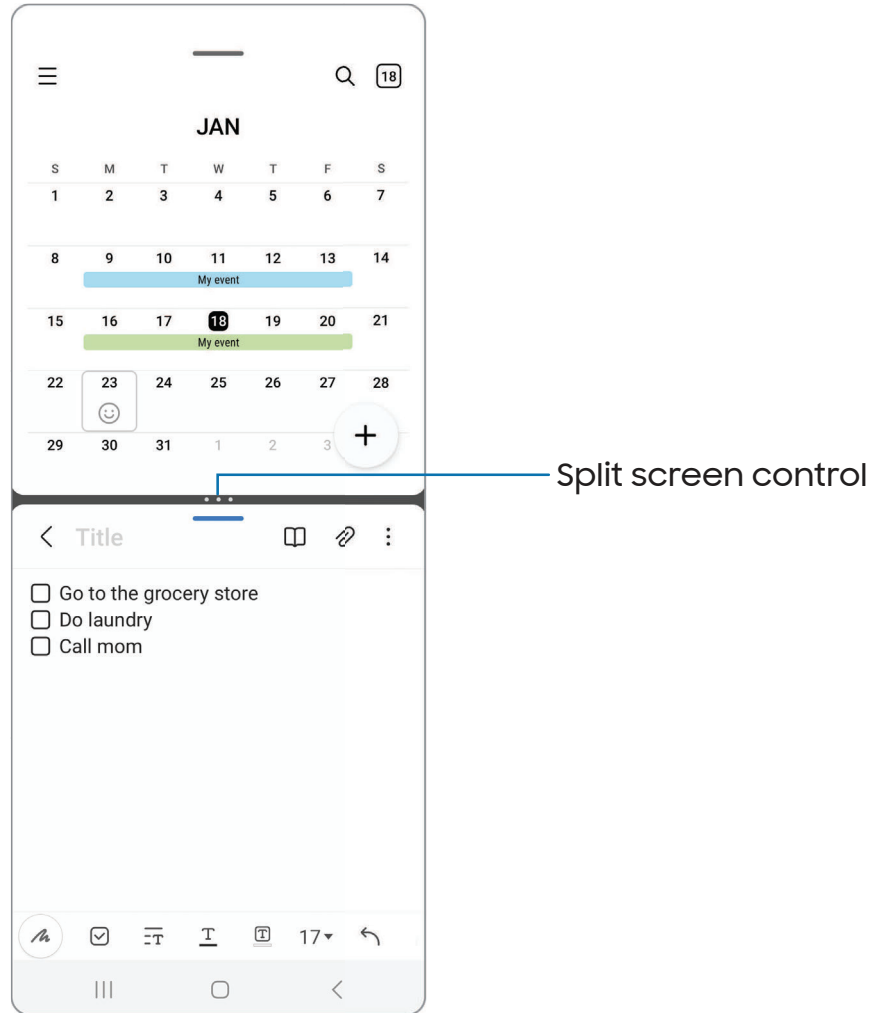 18
JAN
S M T W T F S
1 2 3 4 5 6 7
8 9 10 11 12 13 14
My event
15 16 17 18 19 20 21
My event
22 23 24 25 26 27 28
29 30 31 1 2 3
Split screen control
Title
Go to the grocery store
Do laundry
Call mom
T T T 17